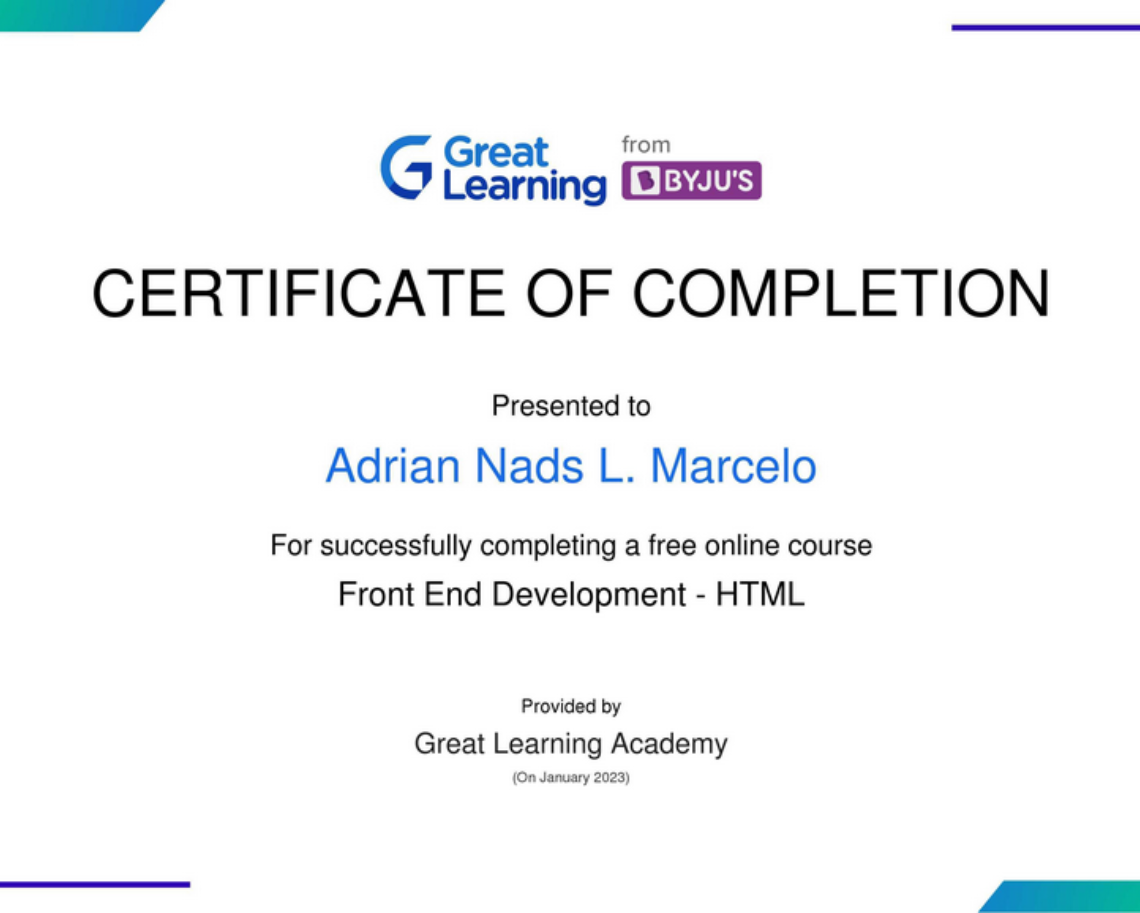 Great
Learning
from
BYJU'S
CERTIFICATE OF COMPLETION
Presented to
Adrian Nads L. Marcelo
For successfully completing a free online course
Front End Development - HTML
Provided by
Great Learning Academy
(On January 2023)